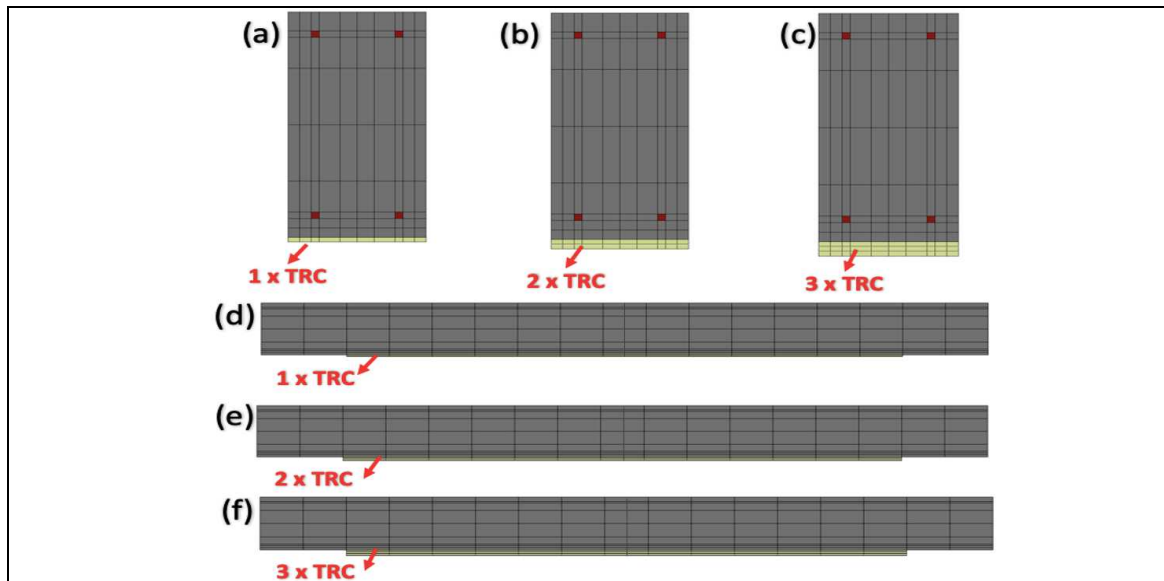 (a)
(b)
(c)
1 x TRC
2 x TRC
3 x TRC
(d)
1 x TRC
(e)
2 x TRC
(f)
3 x TRC